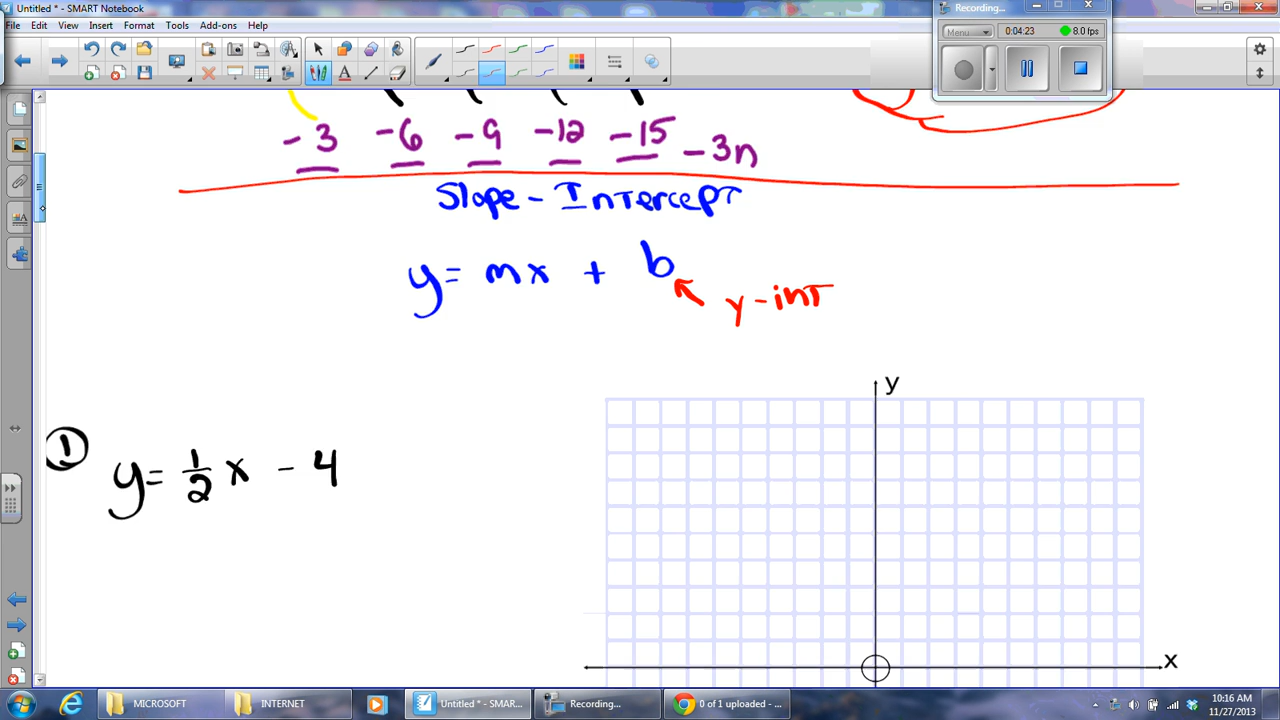 Untitled * - SMART Notebook
File Edit View Insert Format Tools Add-ons Help
Recording...
Menu 0:04:23 8.0 fps
-3 -6 -9 -12 -15 -3n
Slope - Intercept
y = mx + b
y-int
y
① y = 1/2 x - 4
x
MICROSOFT INTERNET Untitled * - SMAR... Recording... 0 of 1 uploaded - ... 10:16 AM
11/27/2013